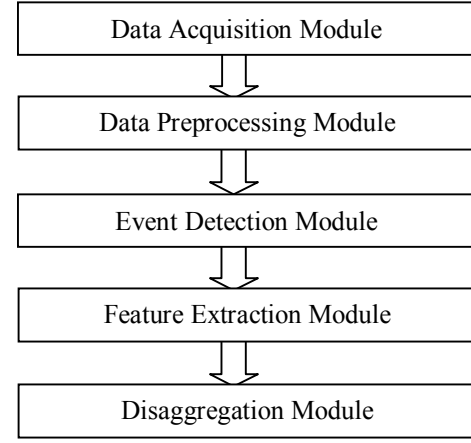 Data Acquisition Module
Data Preprocessing Module
Event Detection Module
Feature Extraction Module
Disaggregation Module